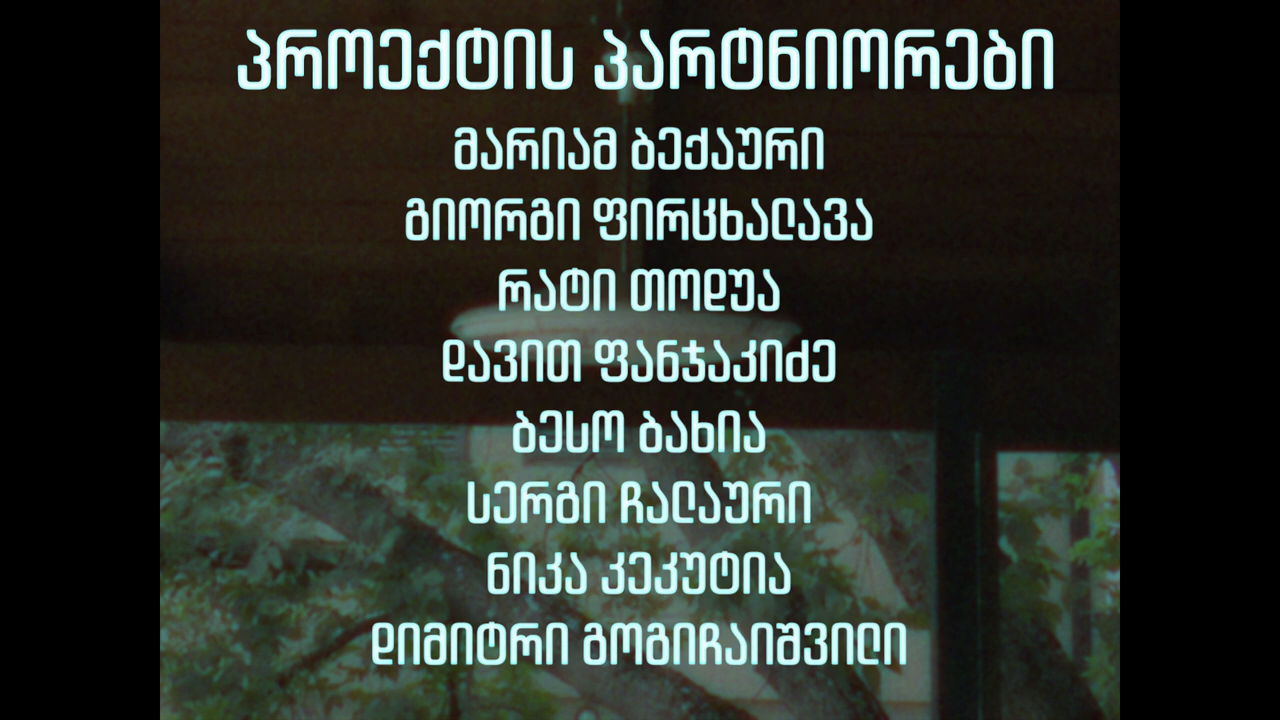 პროექტის პარტნიორები
მარიამ ბექაური
გიორგი ფირცხალავა
რატი თოდუა
დავით ფანჯაკიძე
ბესო ბახია
სერგი ჩალაური
ნიკა კეკუტია
დიმიტრი გოგიჩაიშვილი